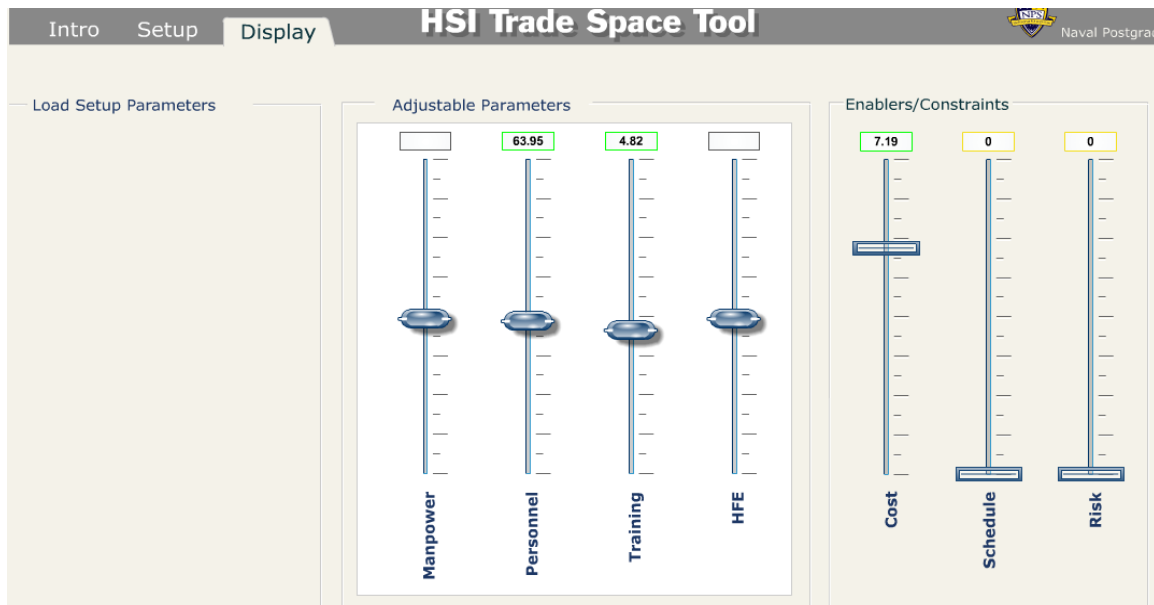 Intro Setup Display HSI Trade Space Tool NPS Naval
Load Setup Parameters Adjustable Parameters Enablers/Constraints
63.95 4.82 7.19 0 0
Manpower
Personnel
Training
HFE
Cost
Schedule
Risk